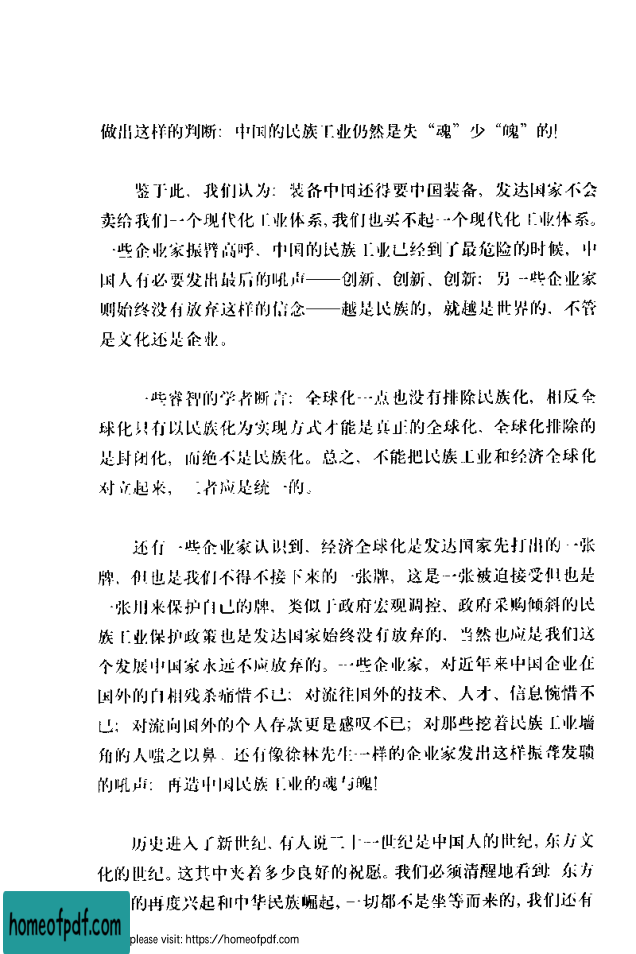 做出这样的判断：中国的民族工业仍然是失“魂”少“魄”的！
鉴于此，我们认为：装备中国还得要中国装备，发达国家不会
卖给我们一个现代化工业体系，我们也买不起一个现代化工业体系。
一些企业家振臂高呼，中国的民族工业已经到了最危险的时候，中
国人有必要发出最后的吼声——创新、创新、创新；另一些企业家
则始终没有放弃这样的信念——越是民族的，就越是世界的，不管
是文化还是企业。
一些睿智的学者断言：全球化一点也没有排除民族化，相反全
球化只有以民族化为实现方式才能是真正的全球化，全球化排除的
是封闭化，而绝不是民族化。总之，不能把民族工业和经济全球化
对立起来，二者应是统一的。
还有一些企业家认识到，经济全球化是发达国家先打出的一张
牌，但也是我们不得不接下来的一张牌，这是一张被迫接受但也是
一张用来保护自己的牌，类似于政府宏观调控、政府采购倾斜的民
族工业保护政策也是发达国家始终没有放弃的，当然也应是我们这
个发展中国家永远不应放弃的。一些企业家，对近年来中国企业在
国外的自相残杀痛惜不已；对流往国外的技术、人才、信息惋惜不
已；对流向国外的个人存款更是感叹不已；对那些挖着民族工业墙
角的人嗤之以鼻。还有像徐林先生一样的企业家发出这样振聋发聩
的吼声：再造中国民族工业的魂与魄！
历史进入了新世纪，有人说二十一世纪是中国人的世纪，东方文
化的世纪。这其中夹着多少良好的祝愿。我们必须清醒地看到：东方
的再度兴起和中华民族崛起，一切都不是坐等而来的，我们还有
homeofpdf.com
please visit: https://homeofpdf.com